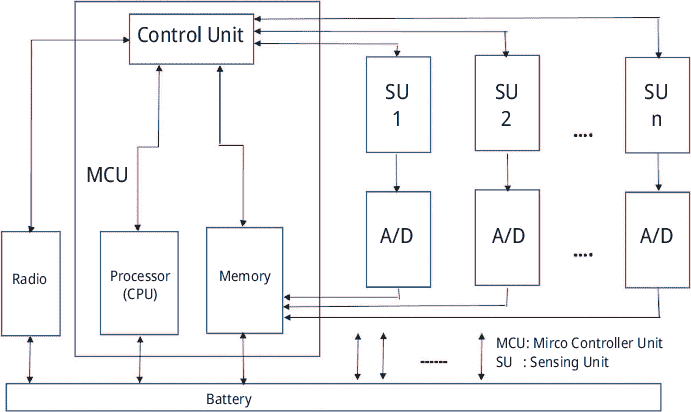 Control Unit
MCU
SU
1
SU
2
....
SU
n
A/D
A/D
....
A/D
Radio
Processor
(CPU)
Memory
MCU: Mirco Controller Unit
SU : Sensing Unit
------
Battery